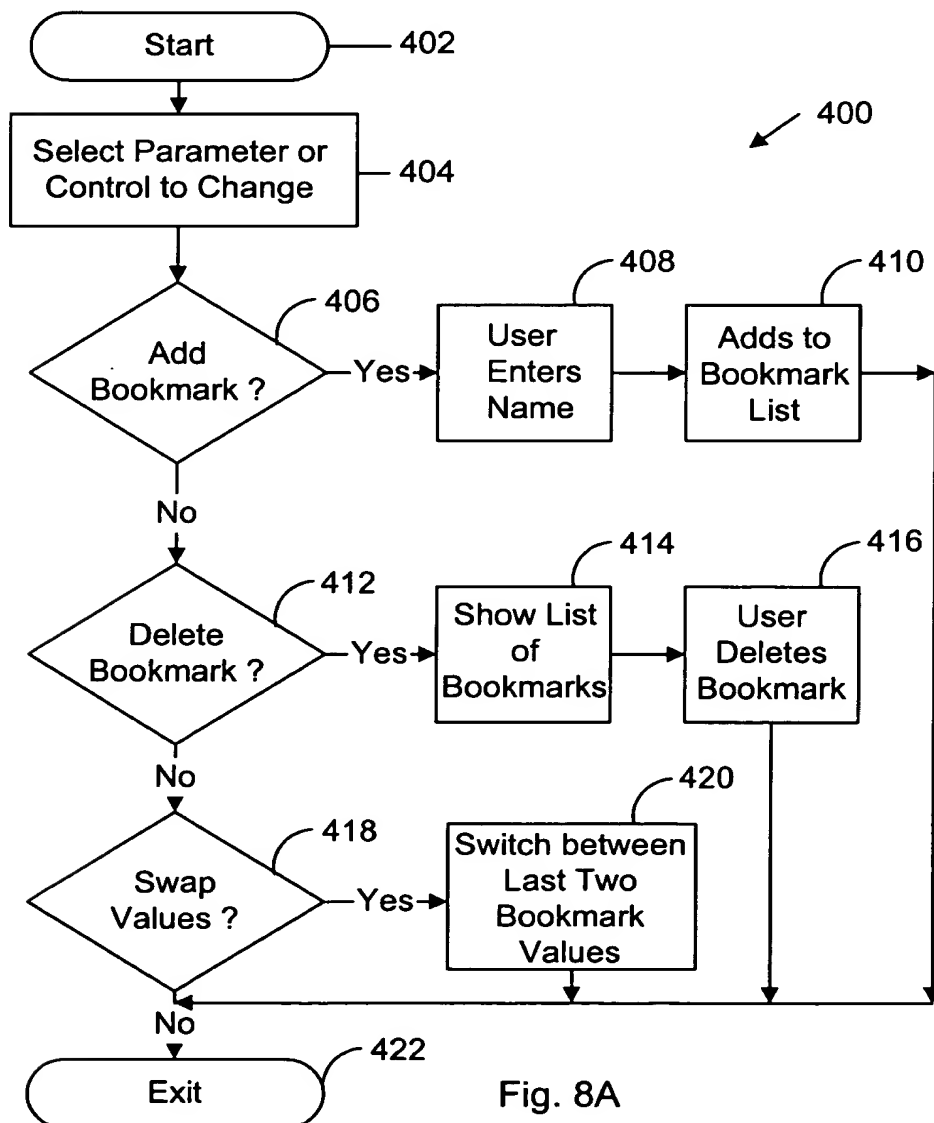 Start
402
400
Select Parameter or
Control to Change
404
406
Add
Bookmark ?
Yes
408
User
Enters
Name
410
Adds to
Bookmark
List
No
412
Delete
Bookmark ?
Yes
414
Show List
of
Bookmarks
416
User
Deletes
Bookmark
No
418
Swap
Values ?
Yes
420
Switch between
Last Two
Bookmark
Values
No
422
Exit
Fig. 8A